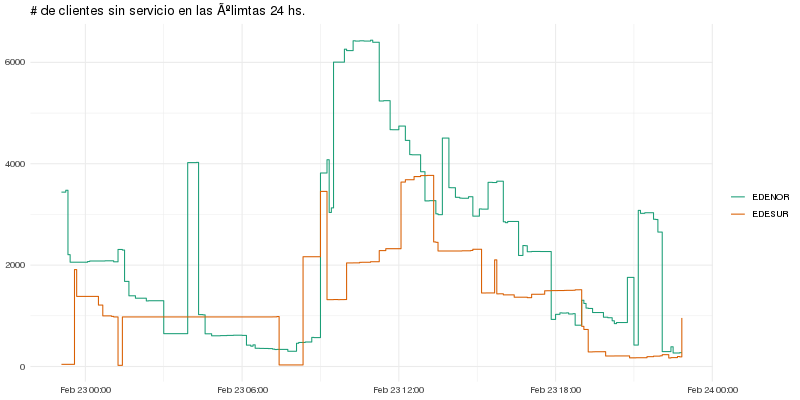 # de clientes sin servicio en las Ãºlimtas 24 hs.
6000
4000
2000
0
Feb 23 00:00
Feb 23 06:00
Feb 23 12:00
Feb 23 18:00
Feb 24 00:00
EDENOR
EDESUR